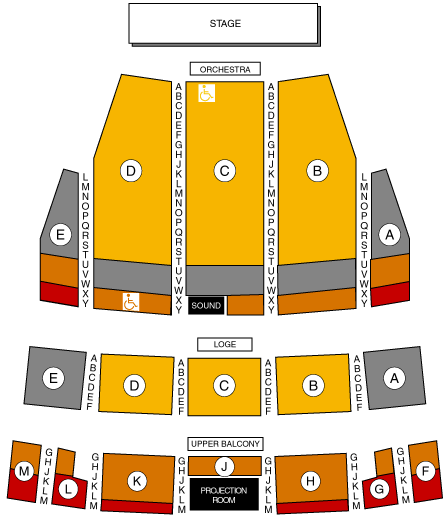 STAGE
ORCHESTRA
A A
B B
C C
D D
E E
F F
G G
H H
J J
D C B
K K
L L L L
M M M M
N N N N
O O O O
P P P P
Q Q Q Q
E A
R R R R
S S S S
T T T T
U U U U
V V V V
W W W W
X X X X
Y Y Y Y
SOUND
LOGE
A A A A
B B B B
C C C C
E D C B A
D D D D
E E E E
F F F F
UPPER BALCONY
G G G G G G
H H H H H H
J J J J J J
M J F
K K K K K K
K H
L L L L L L
L G
M M M M M M
PROJECTION
ROOM